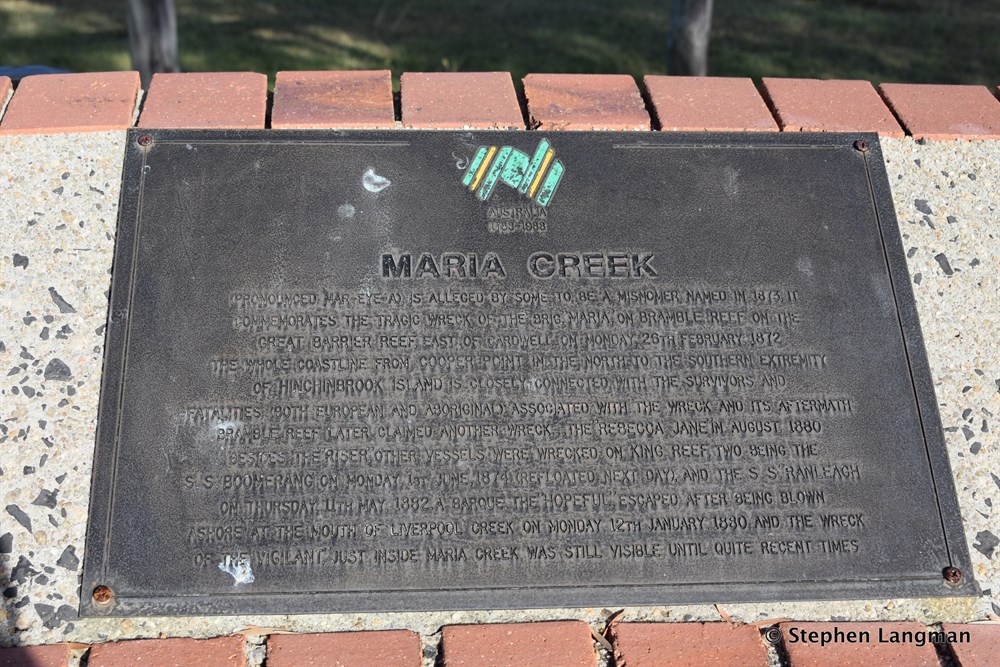 AUSTRALIA
1788-1988
MARIA CREEK
(PRONOUNCED MAR-EYE-A) IS ALLEGED BY SOME TO BE A MISNOMER NAMED IN 1873, IT
COMMEMORATES THE TRAGIC WRECK OF THE BRIG, MARIA, ON BRAMBLE REEF ON THE
GREAT BARRIER REEF, EAST OF CARDWELL ON MONDAY, 26TH FEBRUARY 1872
THE WHOLE COASTLINE FROM COOPER POINT IN THE NORTH TO THE SOUTHERN EXTREMITY
OF HINCHINBROOK ISLAND IS CLOSELY CONNECTED WITH THE SURVIVORS AND
FATALITIES (BOTH EUROPEAN AND ABORIGINAL) ASSOCIATED WITH THE WRECK AND ITS AFTERMATH
BRAMBLE REEF LATER CLAIMED ANOTHER WRECK, THE REBECCA JANE IN AUGUST 1880
BESIDES THE RISER, OTHER VESSELS WERE WRECKED ON KING REEF, TWO BEING THE
S S "BOOMERANG" ON MONDAY, 1ST JUNE, 1874 (REFLOATED NEXT DAY), AND THE S S "RANLEAGH
ON THURSDAY, 11TH MAY, 1882 A BARQUE THE "HOPEFUL" ESCAPED AFTER BEING BLOWN
ASHORE AT THE MOUTH OF LIVERPOOL CREEK ON MONDAY 12TH JANUARY 1880 AND THE WRECK
OF THE "VIGILANT" JUST INSIDE MARIA CREEK WAS STILL VISIBLE UNTIL QUITE RECENT TIMES
© Stephen Langman